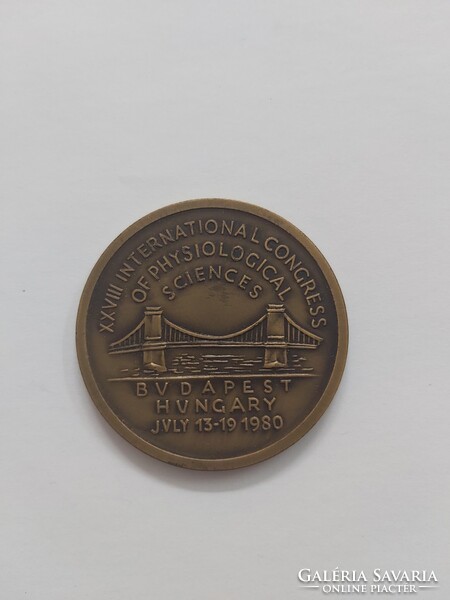 XXVIII INTERNATIONAL CONGRESS
OF PHYSIOLOGICAL
SCIENCES
BVDAPEST
HVNGARY
JVLY 13-19 1980
GALÉRIA SAVARIA
ONLINE PIACTÉR